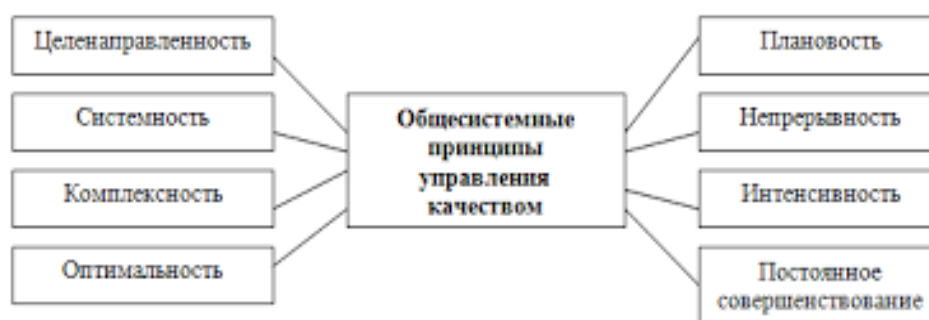 Целенаправленность
Системность
Комплексность
Оптимальность
Общесистемные
принципы
управления
качеством
Плановость
Непрерывность
Интенсивность
Постоянное
совершенствование